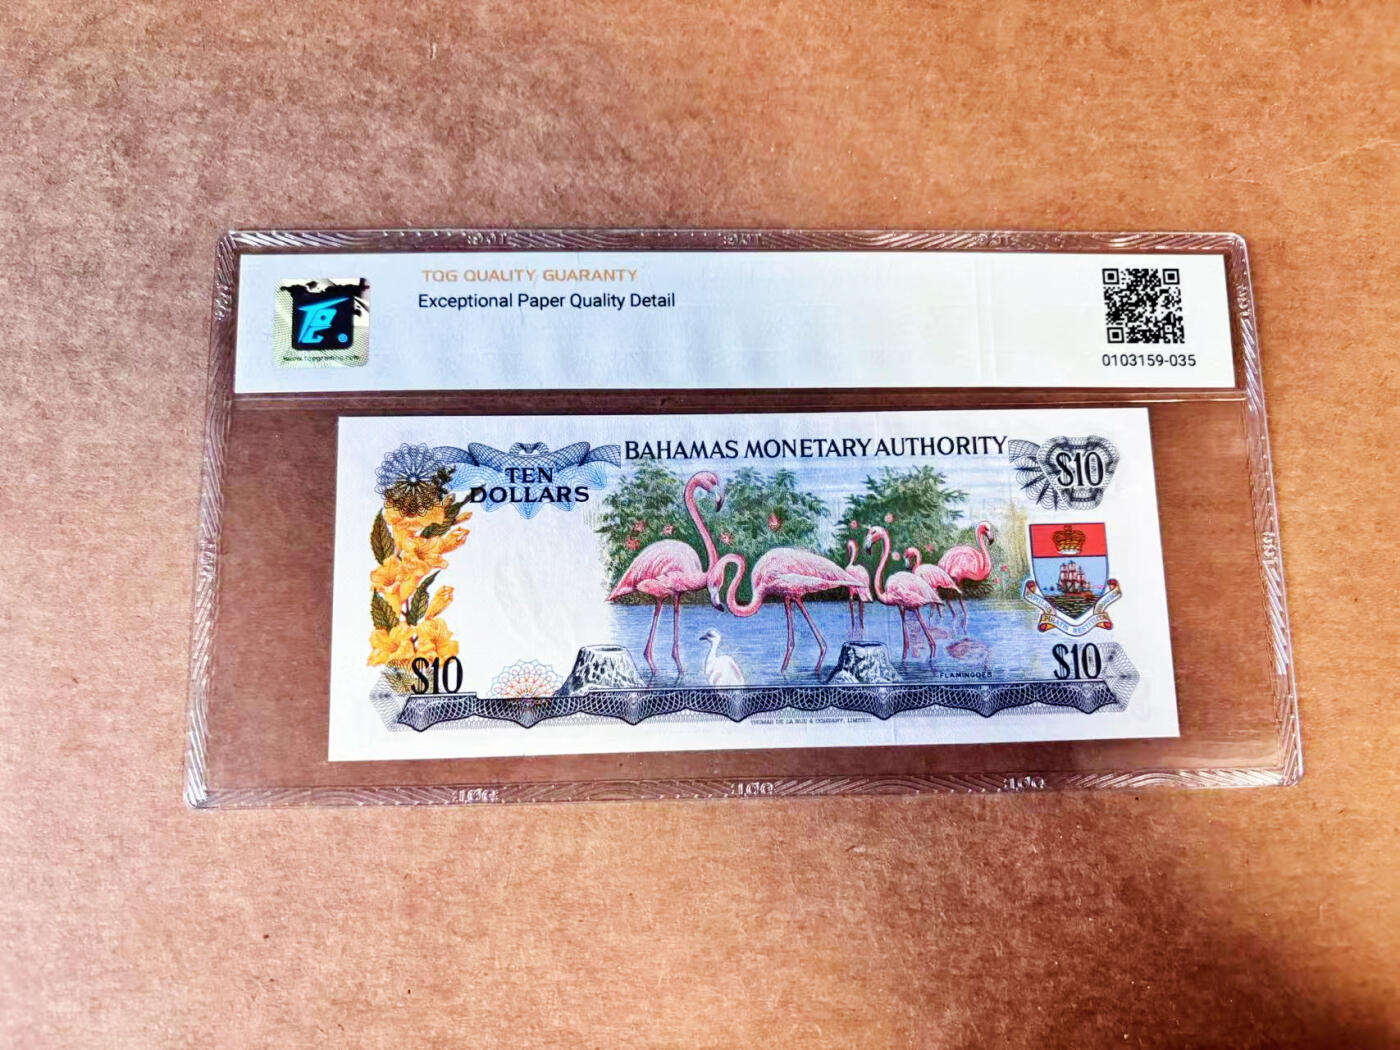 TQG QUALITY GUARANTY
Exceptional Paper Quality Detail
0103159-035
BAHAMAS MONETARY AUTHORITY
TEN
DOLLARS
$10
$10
$10
FLAMINGOES
THOMAS DE LA RUE & COMPANY, LIMITED